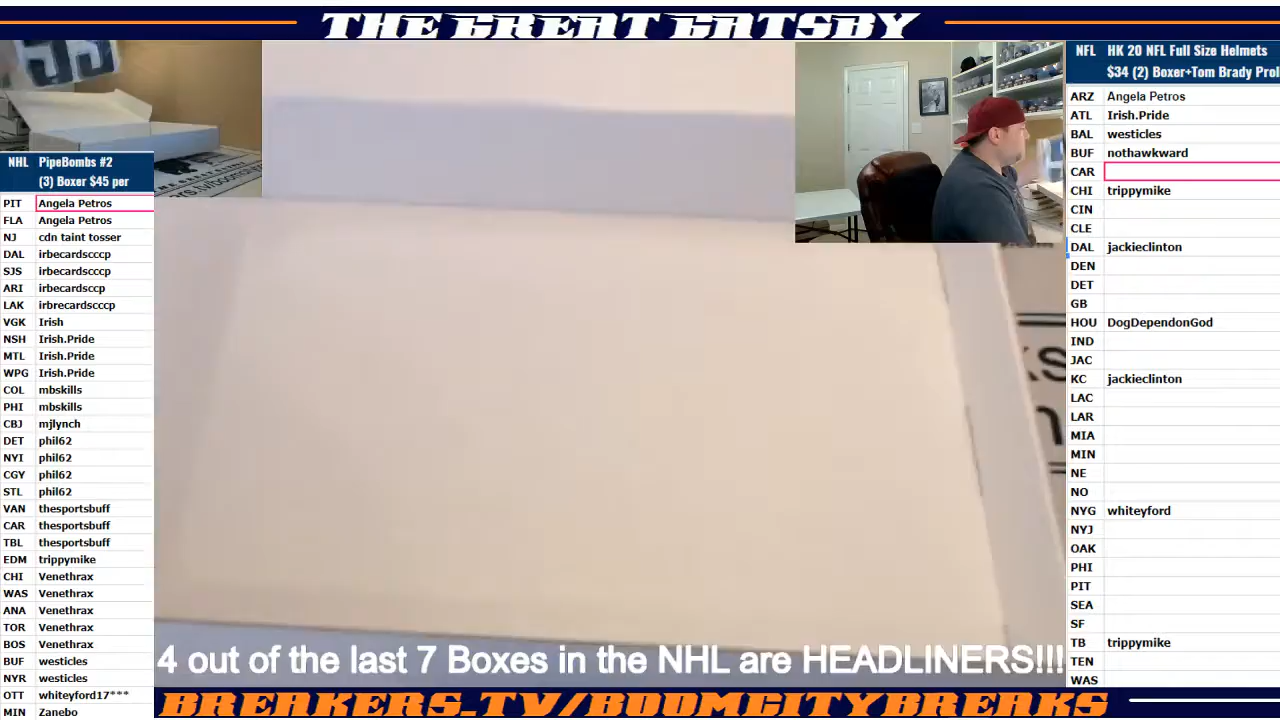 THE GREAT GATSBY
NHL PipeBombs #2
(3) Boxer $45 per
PIT Angela Petros
FLA Angela Petros
NJ cdn taint tosser
DAL irbecardscccp
SJS irbecardscccp
ARI irbecardsccp
LAK irbrecardscccp
VGK Irish
NSH Irish.Pride
MTL Irish.Pride
WPG Irish.Pride
COL mbskills
PHI mbskills
CBJ mjlynch
DET phil62
NYI phil62
CGY phil62
STL phil62
VAN thesportsbuff
CAR thesportsbuff
TBL thesportsbuff
EDM trippymike
CHI Venethrax
WAS Venethrax
ANA Venethrax
TOR Venethrax
BOS Venethrax
BUF westicles
NYR westicles
OTT whiteyford17***
MIN Zanebo
NFL HK 20 NFL Full Size Helmets
$34 (2) Boxer+Tom Brady Prol
ARZ Angela Petros
ATL Irish.Pride
BAL westicles
BUF nothawkward
CAR
CHI trippymike
CIN
CLE
DAL jackieclinton
DEN
DET
GB
HOU DogDependonGod
IND
JAC
KC jackieclinton
LAC
LAR
MIA
MIN
NE
NO
NYG whiteyford
NYJ
OAK
PHI
PIT
SEA
SF
TB trippymike
TEN
WAS
4 out of the last 7 Boxes in the NHL are HEADLINERS!!!
BREAKERS.TV/BOOMCITYBREAKS